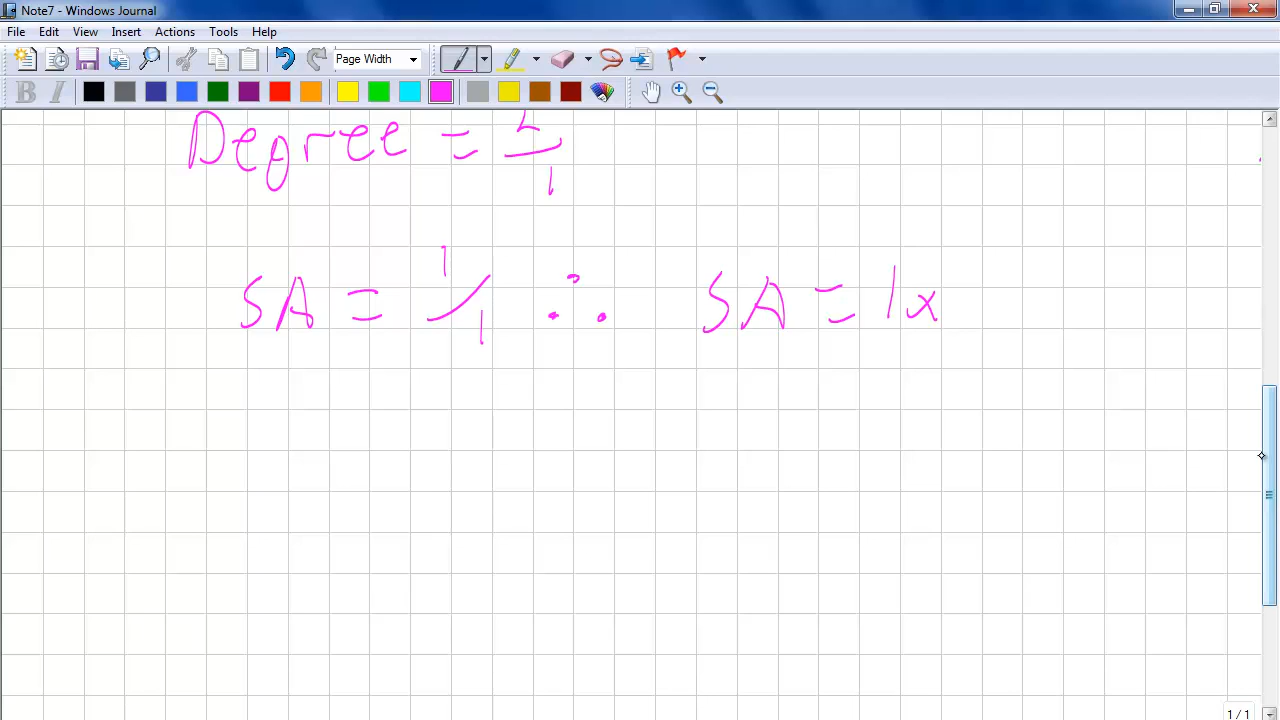 Note7 - Windows Journal
File Edit View Insert Actions Tools Help
Page Width
B I
Degree = 2/1
SA = 1/1 ∴ SA = 1x
1/1